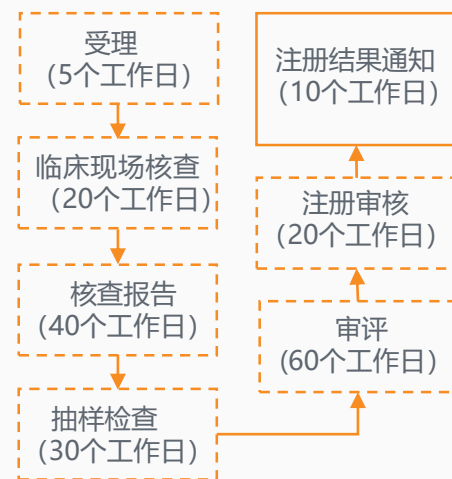 受理
（5个工作日）
临床现场核查
（20个工作日）
核查报告
（40个工作日）
抽样检查
（30个工作日）
审评
(60个工作日）
注册审核
（20个工作日）
注册结果通知
（10个工作日）